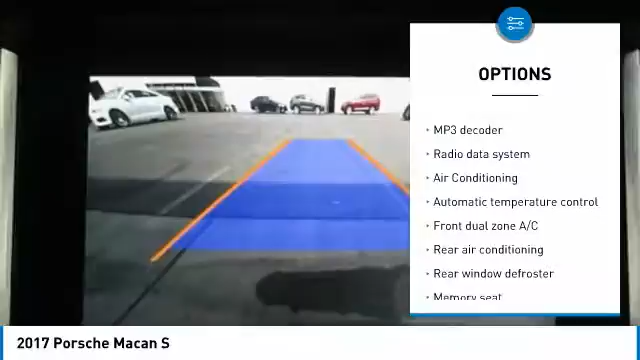 OPTIONS
MP3 decoder
Radio data system
Air Conditioning
Automatic temperature control
Front dual zone A/C
Rear air conditioning
Rear window defroster
Memory seat
2017 Porsche Macan S